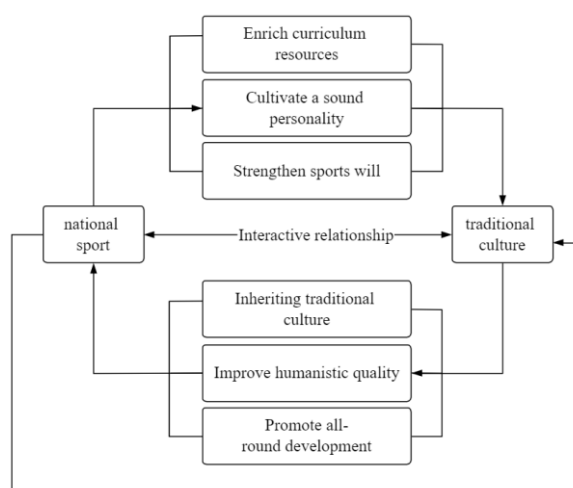 Enrich curriculum
resources
Cultivate a sound
personality
Strengthen sports will
national
sport
Interactive relationship
traditional
culture
Inheriting traditional
culture
Improve humanistic quality
Promote all-
round development